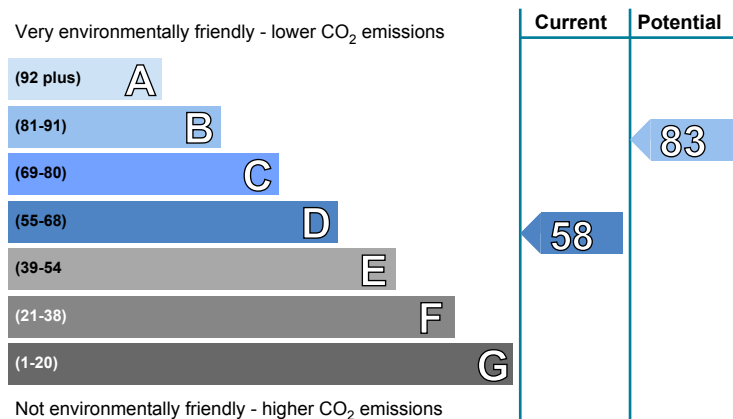 Very environmentally friendly - lower CO2 emissions
Current
Potential
(92 plus) A
(81-91) B
(69-80) C
(55-68) D
(39-54 E
(21-38) F
(1-20) G
58
83
Not environmentally friendly - higher CO2 emissions